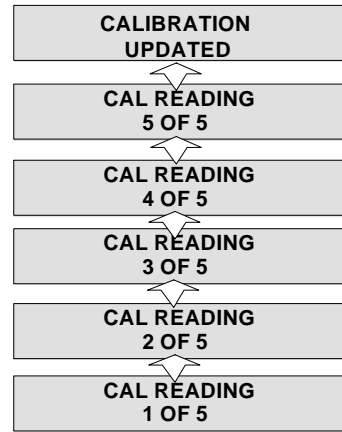 CALIBRATION
UPDATED
CAL READING
5 OF 5
CAL READING
4 OF 5
CAL READING
3 OF 5
CAL READING
2 OF 5
CAL READING
1 OF 5